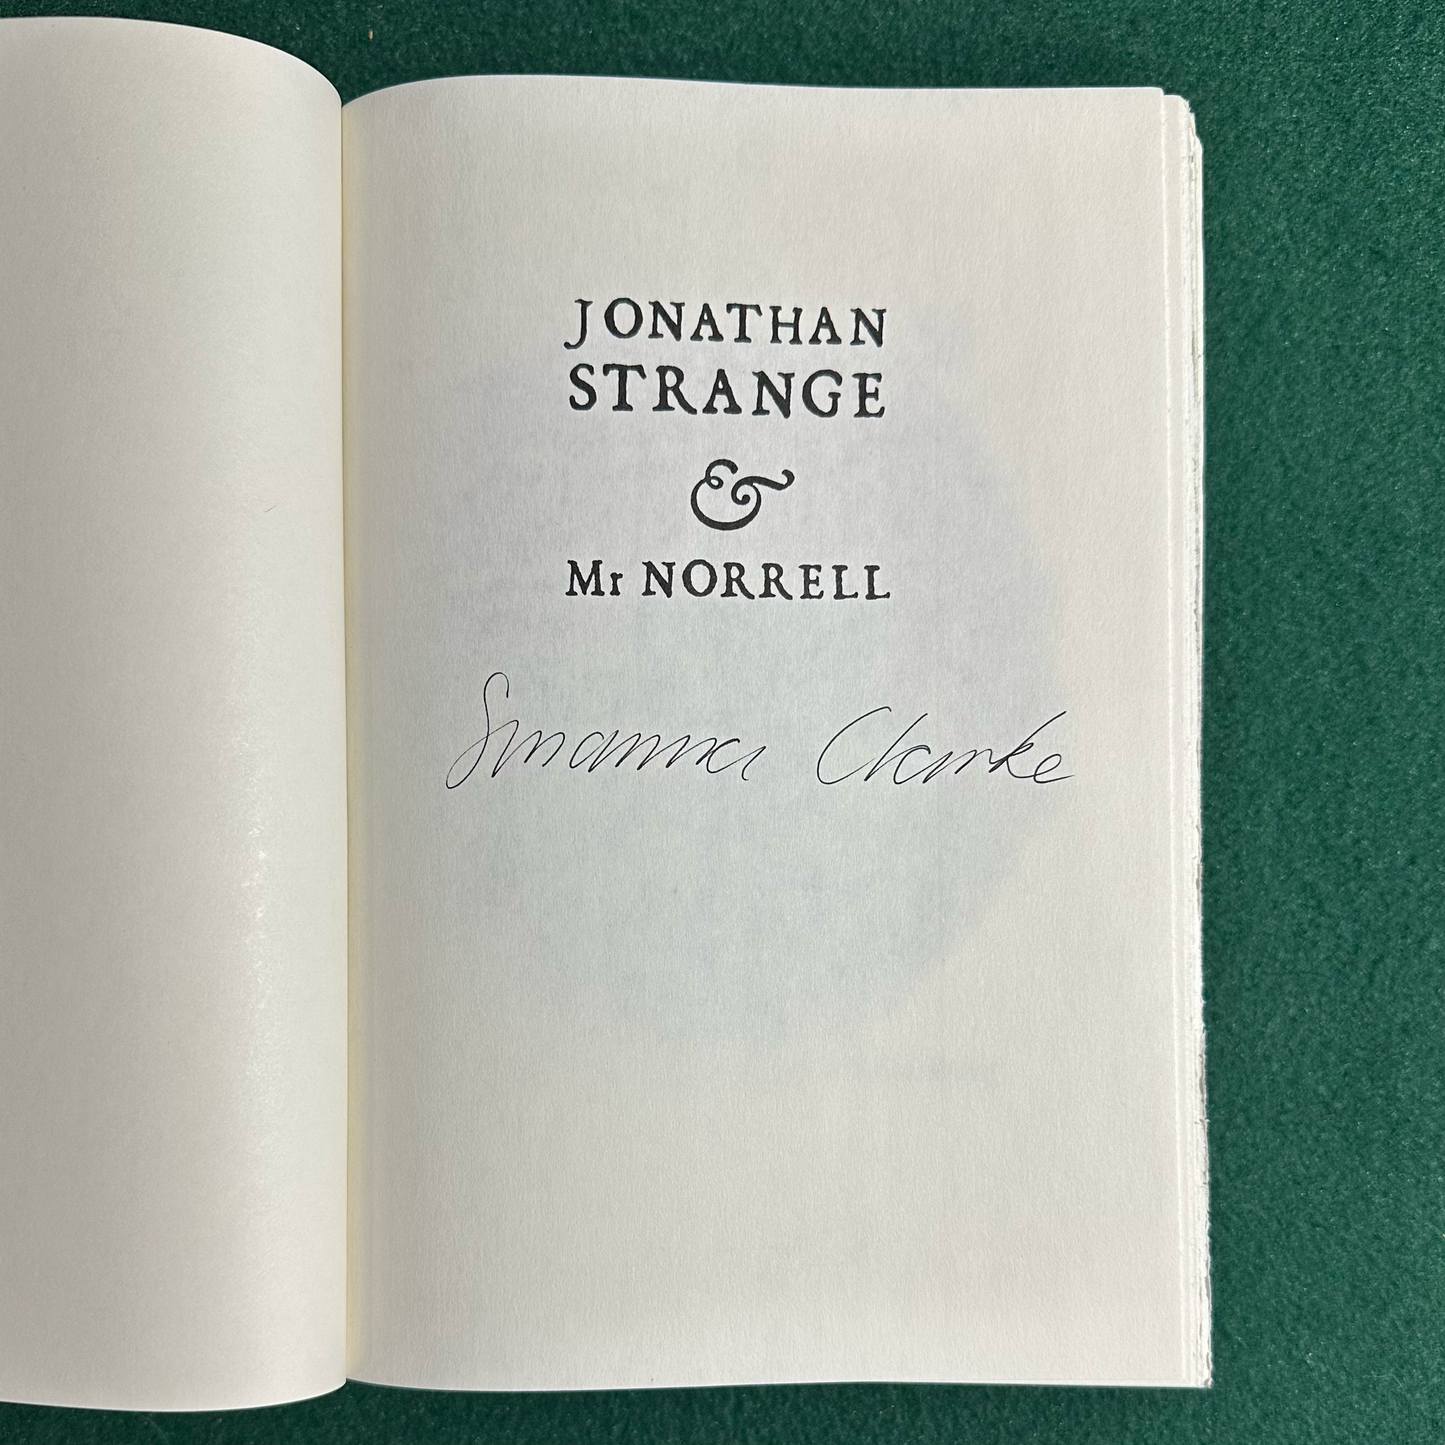 JONATHAN
STRANGE
&
Mr NORRELL
Susanna Clarke